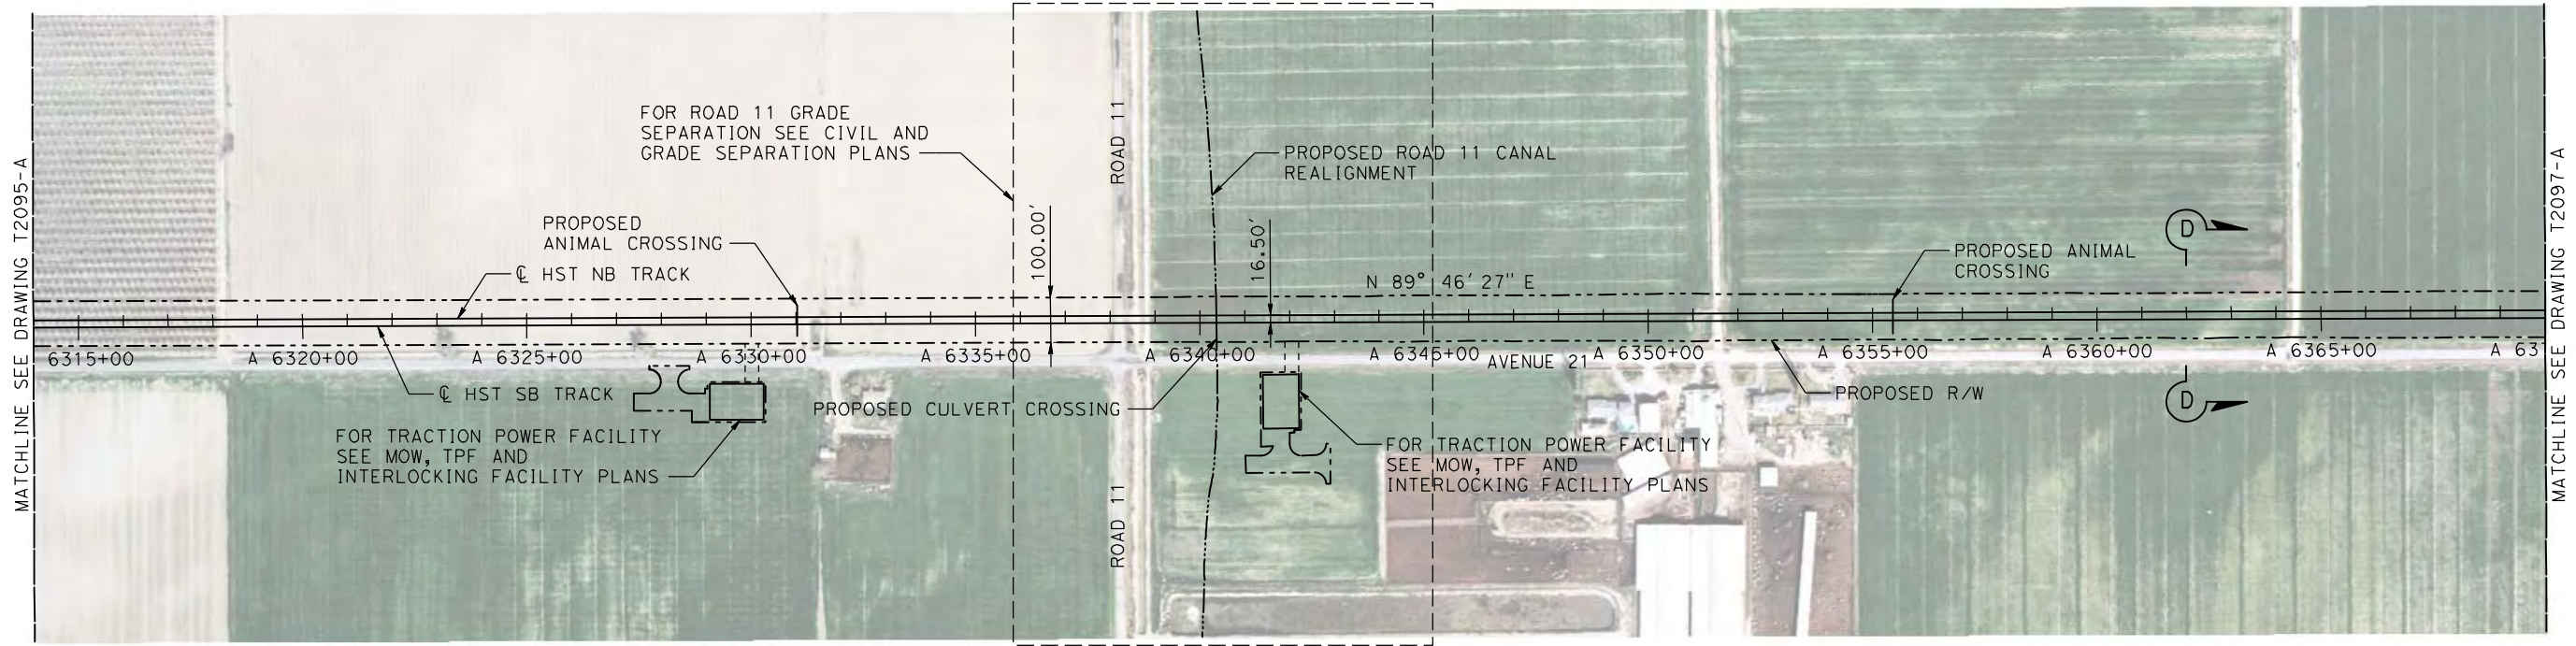 MATCHLINE SEE DRAWING T2095-A
FOR ROAD 11 GRADE
SEPARATION SEE CIVIL AND
GRADE SEPARATION PLANS
ROAD 11
PROPOSED ROAD 11 CANAL
REALIGNMENT
PROPOSED
ANIMAL CROSSING
℄ HST NB TRACK
100.00'
16.50'
N 89° 46' 27" E
PROPOSED ANIMAL
CROSSING
D
6315+00
A 6320+00
A 6325+00
A 6330+00
A 6335+00
A 6340+00
A 6345+00
AVENUE 21
A 6350+00
A 6355+00
A 6360+00
A 6365+00
A 637
℄ HST SB TRACK
PROPOSED CULVERT CROSSING
PROPOSED R/W
D
FOR TRACTION POWER FACILITY
SEE MOW, TPF AND
INTERLOCKING FACILITY PLANS
FOR TRACTION POWER FACILITY
SEE MOW, TPF AND
INTERLOCKING FACILITY PLANS
ROAD 11
MATCHLINE SEE DRAWING T2097-A